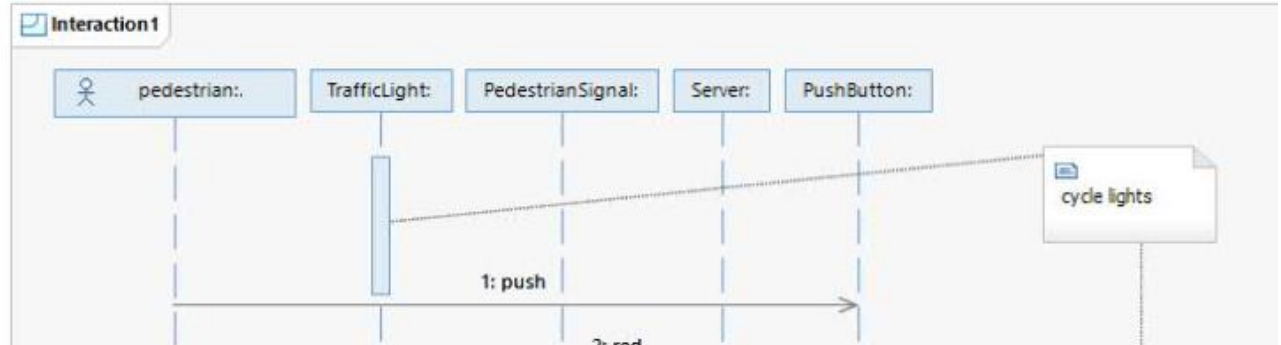 Interaction1
pedestrian:.
TrafficLight:
PedestrianSignal:
Server:
PushButton:
cycle lights
1: push